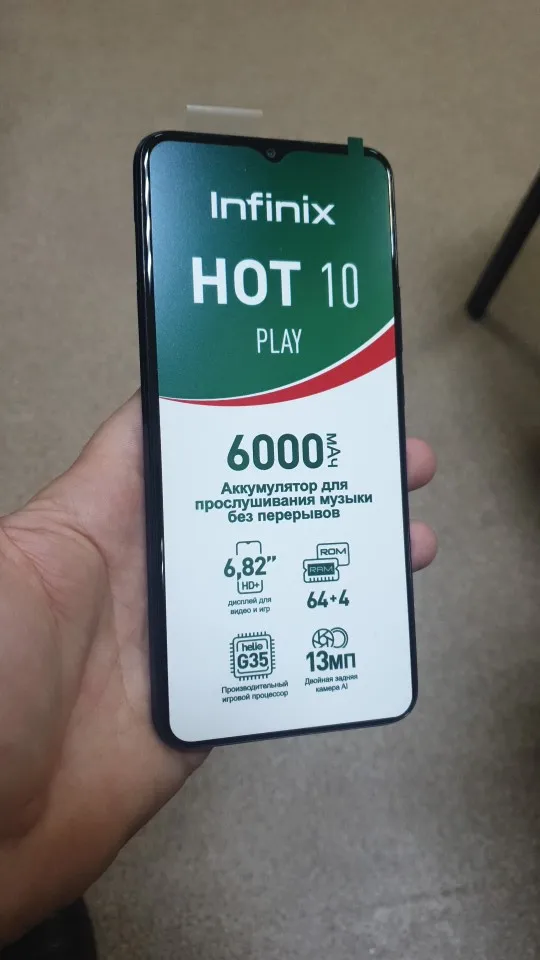 Infinix
HOT 10
PLAY
6000 МАЧ
Аккумулятор для
прослушивания музыки
без перерывов
6,82”
HD+
дисплей для
видео и игр
ROM
RAM
64+4
helio
G35
Производительный
игровой процессор
13МП
Двойная задняя
камера AI